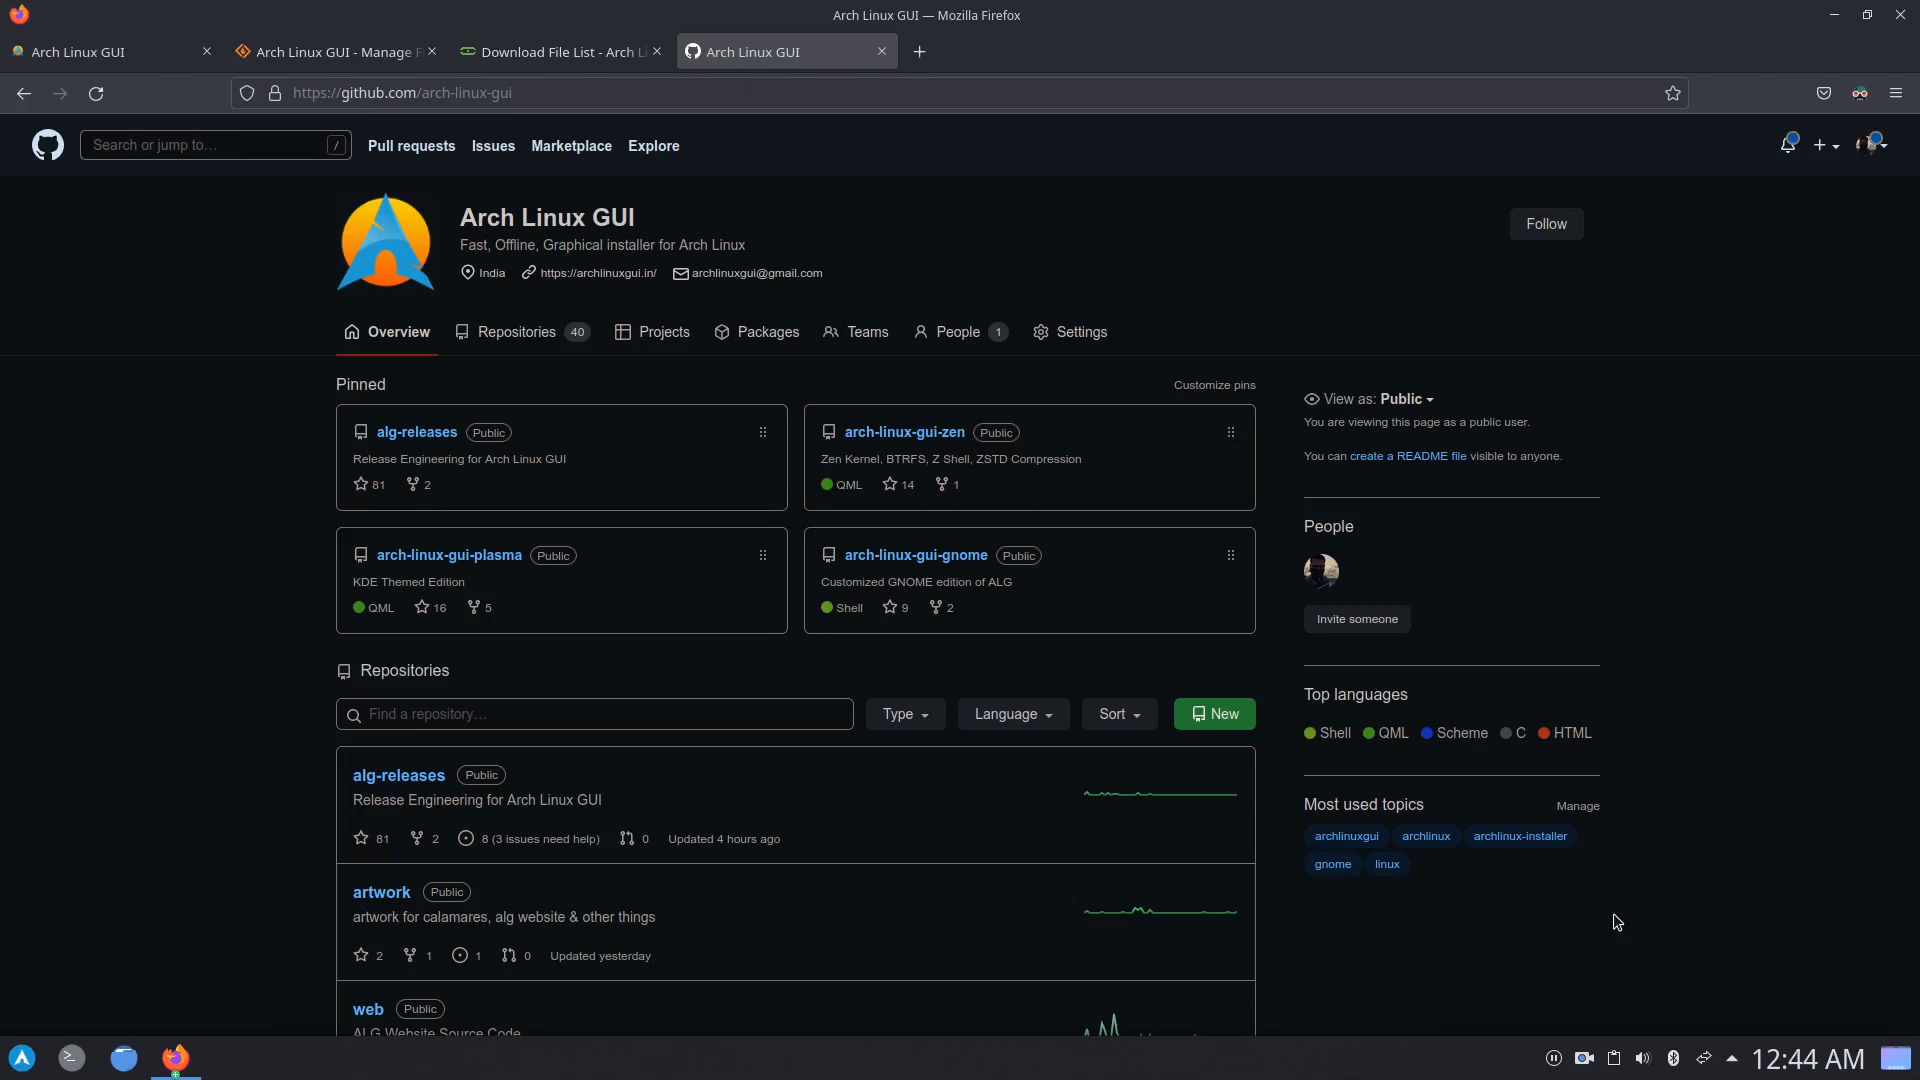 Arch Linux GUI — Mozilla Firefox
Arch Linux GUI
Arch Linux GUI - Manage
Download File List - Arch
Arch Linux GUI
https://github.com/arch-linux-gui
Search or jump to…
/
Pull requests
Issues
Marketplace
Explore
Arch Linux GUI
Fast, Offline, Graphical installer for Arch Linux
India
https://archlinuxgui.in/
archlinuxgui@gmail.com
Follow
Overview
Repositories 40
Projects
Packages
Teams
People 1
Settings
Pinned
Customize pins
alg-releases Public
Release Engineering for Arch Linux GUI
81 2
arch-linux-gui-zen Public
Zen Kernel, BTRFS, Z Shell, ZSTD Compression
QML 14 1
arch-linux-gui-plasma Public
KDE Themed Edition
QML 16 5
arch-linux-gui-gnome Public
Customized GNOME edition of ALG
Shell 9 2
View as: Public
You are viewing this page as a public user.
You can create a README file visible to anyone.
People
Invite someone
Top languages
Shell QML Scheme C HTML
Most used topics
Manage
archlinuxgui archlinux archlinux-installer
gnome linux
Repositories
Find a repository…
Type
Language
Sort
New
alg-releases Public
Release Engineering for Arch Linux GUI
81 2 8 (3 issues need help) 0 Updated 4 hours ago
artwork Public
artwork for calamares, alg website & other things
2 1 1 0 Updated yesterday
web Public
ALG Website Source Code
12:44 AM